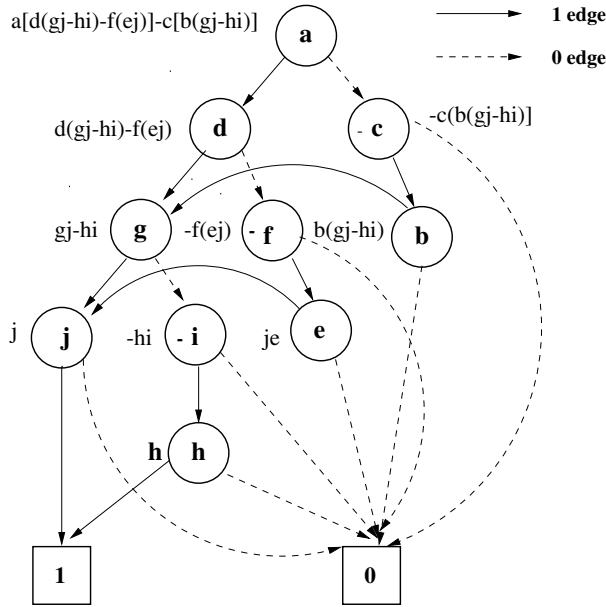 a[d(gj-hi)-f(ej)]-c[b(gj-hi)]
a
1 edge
0 edge
d(gj-hi)-f(ej)
d
- c
-c(b(gj-hi)]
gj-hi
g
-f(ej)
- f
b(gj-hi)
b
j
j
-hi
- i
je
e
h
h
1
0